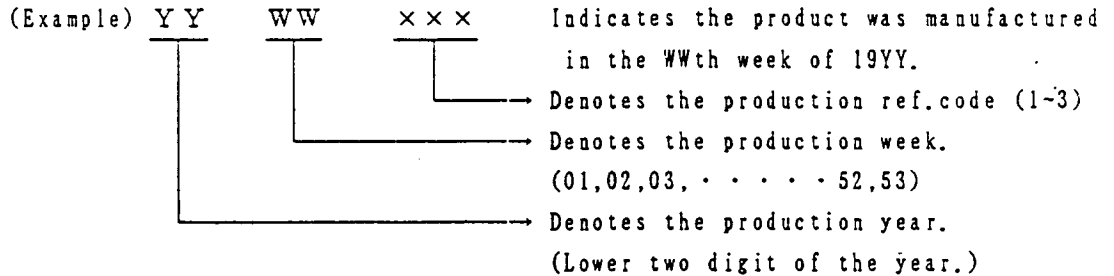 (Example) YY WW ××× Indicates the product was manufactured
in the WWth week of 19YY.
Denotes the production ref.code (1~3)
Denotes the production week.
(01,02,03,・・・・・52,53)
Denotes the production year.
(Lower two digit of the year.)